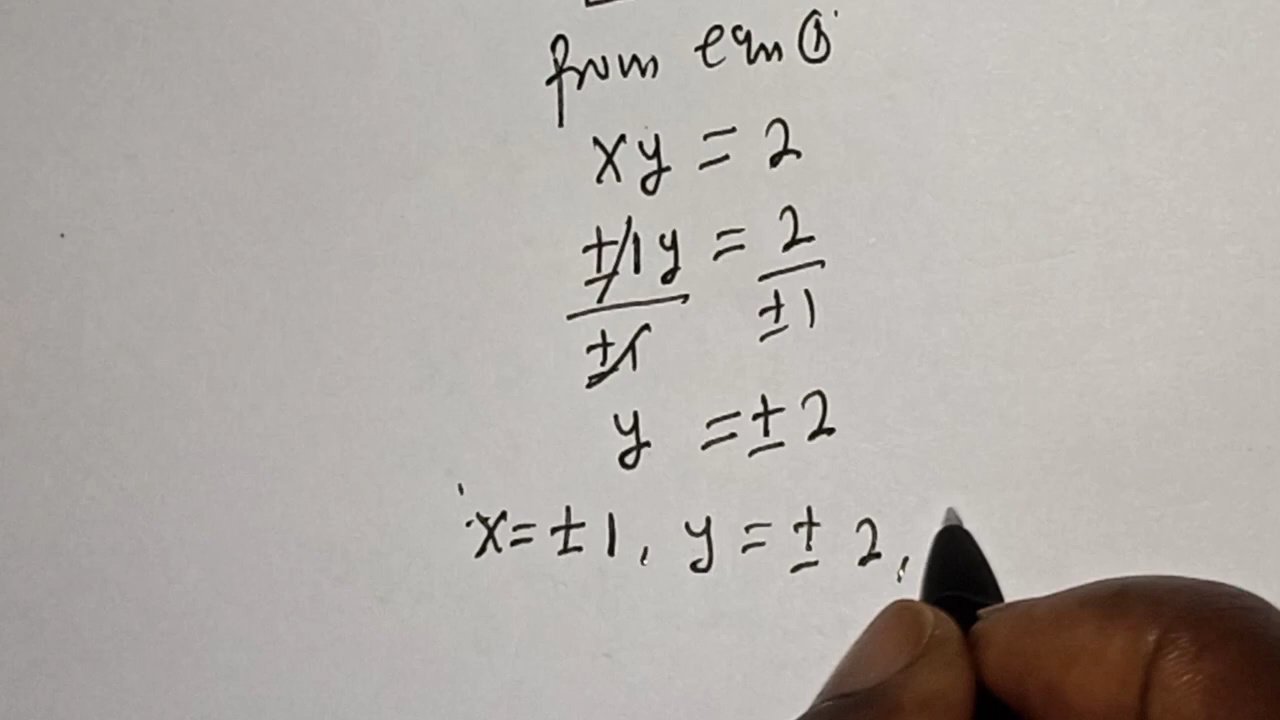 from eqn ①
xy = 2
±1y = 2
±1 ±1
y = ±2
x = ±1, y = ± 2,